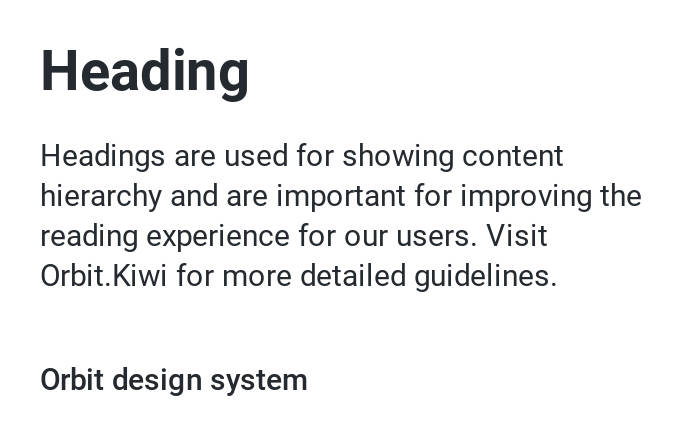 Heading
Headings are used for showing content
hierarchy and are important for improving the
reading experience for our users. Visit
Orbit.Kiwi for more detailed guidelines.
Orbit design system